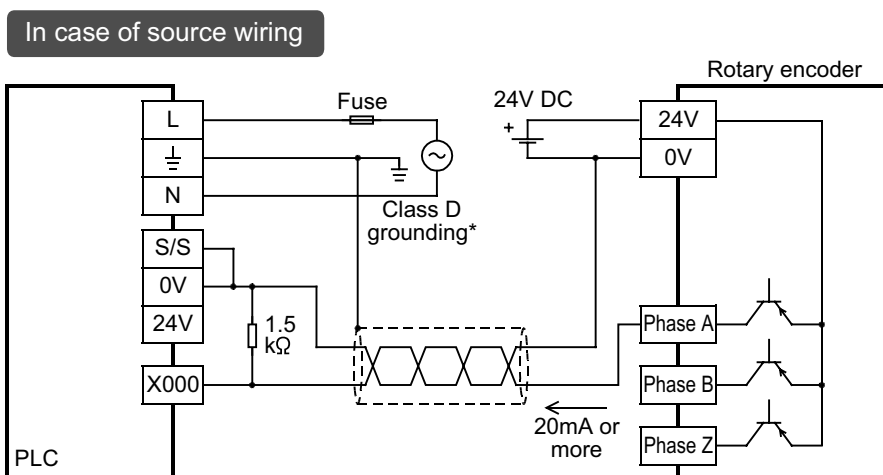 In case of source wiring
Rotary encoder
Fuse
24V DC
+
L
N
Class D
grounding*
24V
0V
S/S
0V
24V
1.5
kΩ
X000
Phase A
Phase B
Phase Z
20mA or
more
PLC